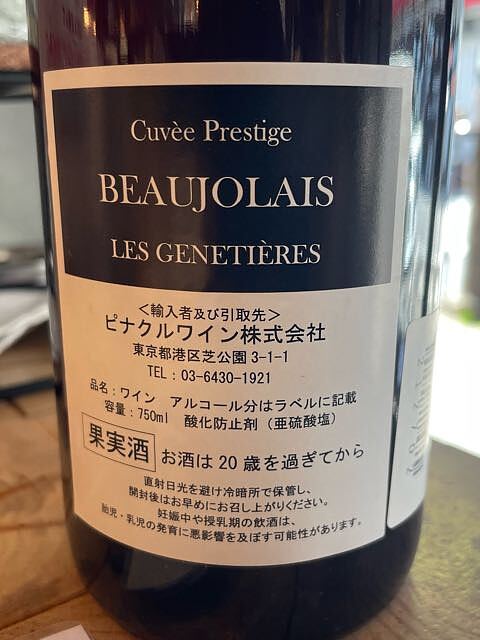 Cuvèe Prestige
BEAUJOLAIS
LES GENETIÈRES
＜輸入者及び引取先＞
ピナクルワイン株式会社
東京都港区芝公園3-1-1
TEL：03-6430-1921
品名：ワイン　アルコール分はラベルに記載
容量：750ml　酸化防止剤（亜硫酸塩）
果実酒 お酒は20歳を過ぎてから
直射日光を避け冷暗所で保管し、
開封後はお早めにお召し上がりください。
妊娠中や授乳期の飲酒は、
胎児・乳児の発育に悪影響を及ぼす可能性があります。